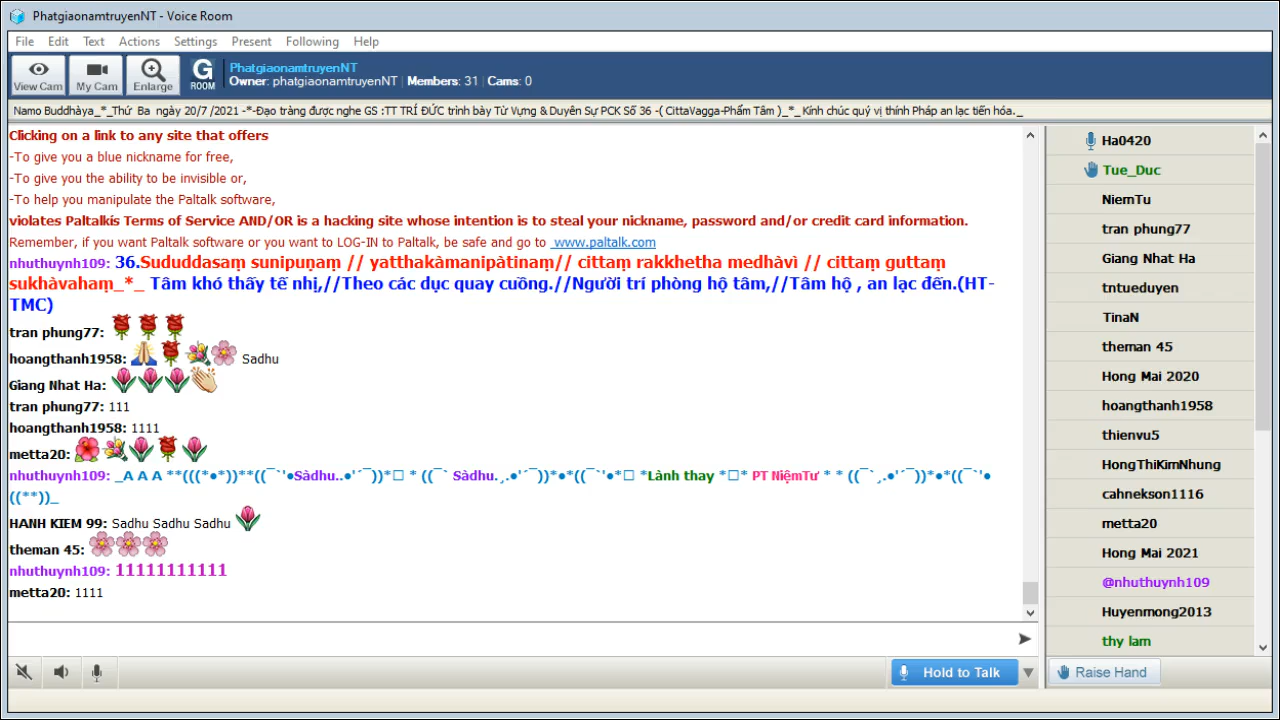 PhatgiaonamtruyenNT - Voice Room
File Edit Text Actions Settings Present Following Help
View Cam My Cam Enlarge G ROOM
PhatgiaonamtruyenNT
Owner: phatgiaonamtruyenNT | Members: 31 | Cams: 0
Namo Buddhàya_*_Thứ Ba ngày 20/7 /2021 -*-Đạo tràng được nghe GS :TT TRÍ ĐỨC trình bày Từ Vựng & Duyên Sự PCK Số 36 -( CittaVagga-Phẩm Tâm )_*_ Kính chúc quý vị thính Pháp an lạc tiến hóa._
Clicking on a link to any site that offers
-To give you a blue nickname for free,
-To give you the ability to be invisible or,
-To help you manipulate the Paltalk software,
violates Paltalkís Terms of Service AND/OR is a hacking site whose intention is to steal your nickname, password and/or credit card information.
Remember, if you want Paltalk software or you want to LOG-IN to Paltalk, be safe and go to www.paltalk.com
nhuthuynh109: 36.Sududdasaṃ sunipuṇaṃ // yatthakàmanipàtinaṃ// cittaṃ rakkhetha medhàvì // cittaṃ guttaṃ
sukhàvahaṃ_*_ Tâm khó thấy tế nhị,//Theo các dục quay cuồng.//Người trí phòng hộ tâm,//Tâm hộ , an lạc đến.(HT-
TMC)
tran phung77:
hoangthanh1958: Sadhu
Giang Nhat Ha:
tran phung77: 111
hoangthanh1958: 1111
metta20:
nhuthuynh109: _A A A **(((*•*))**((¯`'•Sàdhu..•'´¯))*•□ * ((¯` Sàdhu.¸.•'´¯))*•*((¯`'•*□ *Lành thay *□* PT NiệmTư * * ((¯`¸.•'´¯))*•*((¯`'•
((**))_
HANH KIEM 99: Sadhu Sadhu Sadhu
theman 45:
nhuthuynh109: 11111111111
metta20: 1111
Hold to Talk
Ha0420
Tue_Duc
NiemTu
tran phung77
Giang Nhat Ha
tntueduyen
TinaN
theman 45
Hong Mai 2020
hoangthanh1958
thienvu5
HongThiKimNhung
cahnekson1116
metta20
Hong Mai 2021
@nhuthuynh109
Huyenmong2013
thy lam
Raise Hand